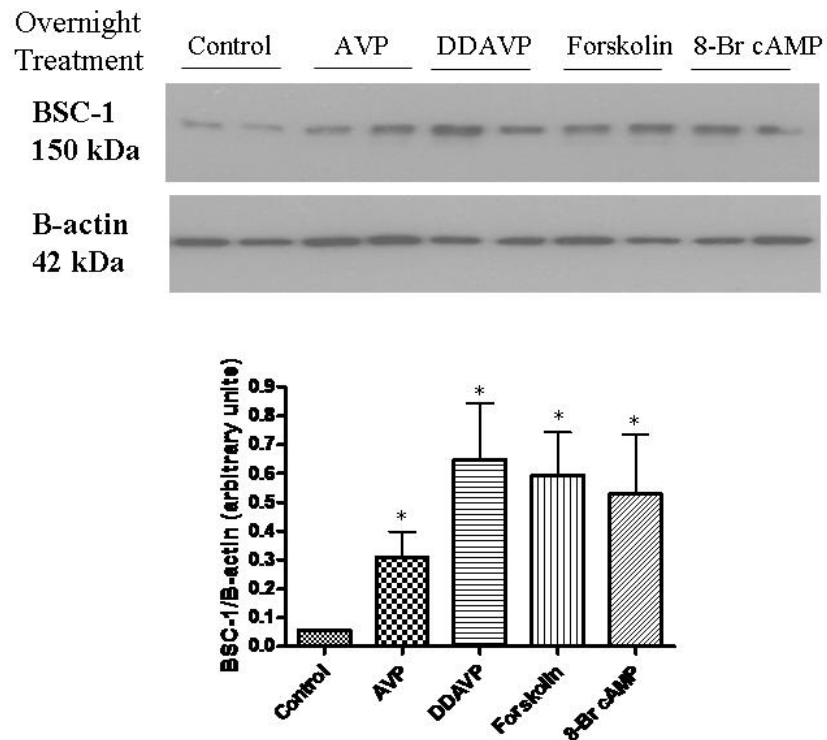 Overnight
Treatment
Control AVP DDAVP Forskolin 8-Br cAMP
BSC-1
150 kDa
B-actin
42 kDa
BSC-1/B-actin (arbitrary units)
0.9
0.8
0.7
0.6
0.5
0.4
0.3
0.2
0.1
0.0
*
*
*
*
Control
AVP
DDAVP
Forskolin
8-Br cAMP